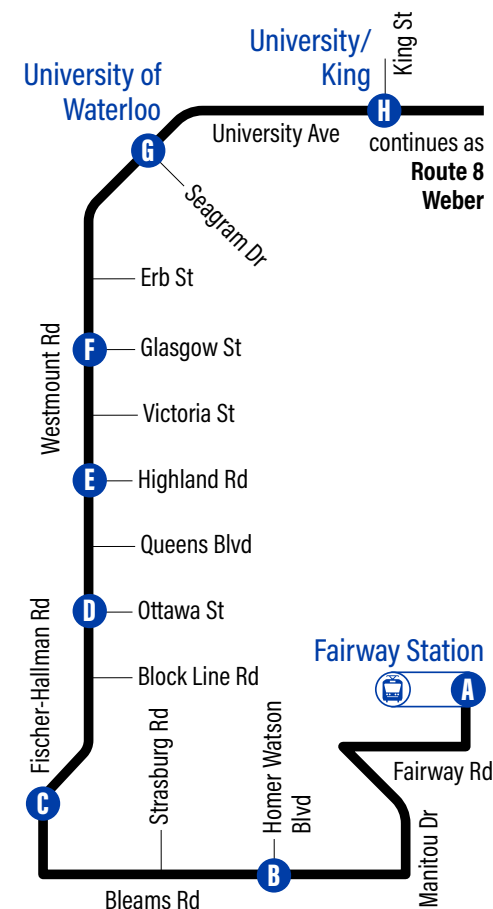 University/
King
King St
University of
Waterloo
H
University Ave
continues as
Route 8
Weber
G
Seagram Dr
Erb St
Westmount Rd
F
Glasgow St
Victoria St
E
Highland Rd
Queens Blvd
D
Ottawa St
Fischer-Hallman Rd
Block Line Rd
Fairway Station
A
Fairway Rd
Manitou Dr
C
Strasburg Rd
Homer Watson
Blvd
B
Bleams Rd